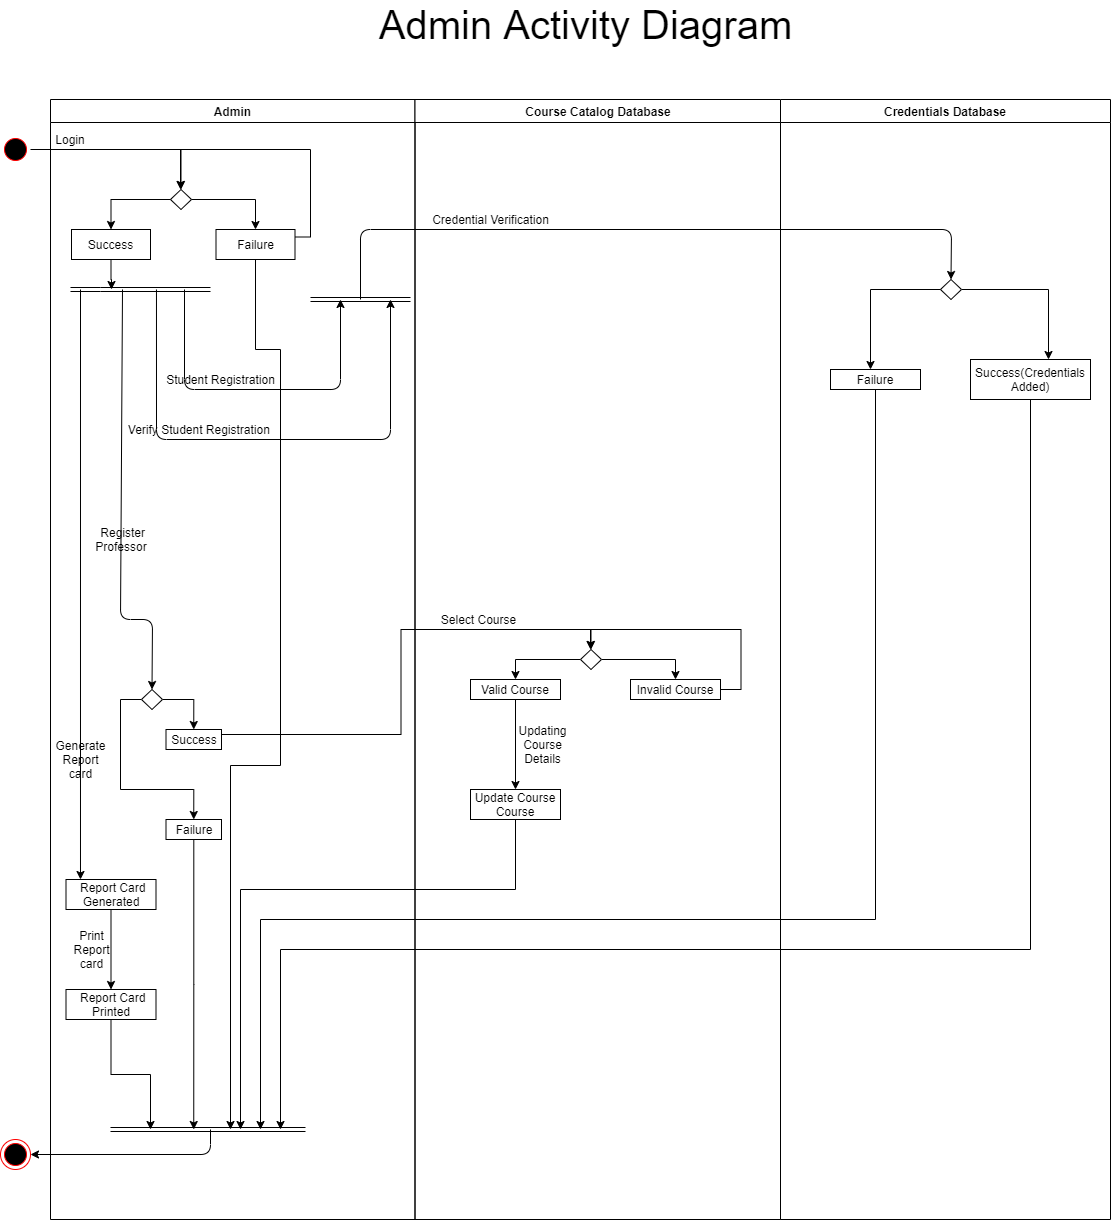 Admin Activity Diagram
Admin
Course Catalog Database
Credentials Database
Login
Credential Verification
Success
Failure
Student Registration
Failure
Success(Credentials
Added)
Verify Student Registration
Register
Professor
Select Course
Valid Course
Invalid Course
Success
Updating
Course
Details
Generate
Report
card
Update Course
Course
Failure
Report Card
Generated
Print
Report
card
Report Card
Printed